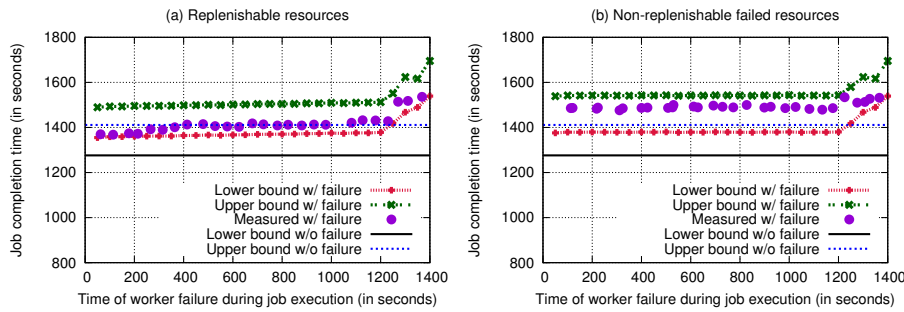 (a) Replenishable resources
Job completion time (in seconds)
1800
1600
1400
1200
1000
800
Lower bound w/ failure
Upper bound w/ failure
Measured w/ failure
Lower bound w/o failure
Upper bound w/o failure
0 200 400 600 800 1000 1200 1400
Time of worker failure during job execution (in seconds)
(b) Non-replenishable failed resources
Job completion time (in seconds)
1800
1600
1400
1200
1000
800
Lower bound w/ failure
Upper bound w/ failure
Measured w/ failure
Lower bound w/o failure
Upper bound w/o failure
0 200 400 600 800 1000 1200 1400
Time of worker failure during job execution (in seconds)